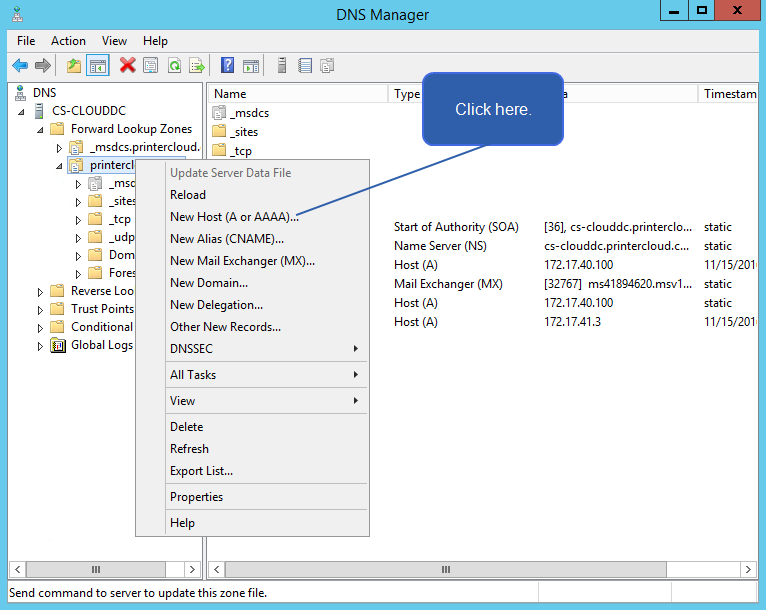 DNS Manager
File Action View Help
DNS
CS-CLOUDDC
Forward Lookup Zones
_msdcs.printercloud.
_sites
_tcp
_udp
Reverse Loo
Trust Points
Conditional
Global Logs
Name Type Timestam
_msdcs
_sites
_tcp
Click here.
Start of Authority (SOA) [36], cs-clouddc.printerclo... static
Name Server (NS) cs-clouddc.printercloud.c... static
Host (A) 172.17.40.100 11/15/201
Mail Exchanger (MX) [32767] ms41894620.msv1... static
Host (A) 172.17.40.100 static
Host (A) 172.17.41.3 11/15/201
Update Server Data File
Reload
New Host (A or AAAA)...
New Alias (CNAME)...
New Mail Exchanger (MX)...
New Domain...
New Delegation...
Other New Records...
DNSSEC
All Tasks
View
Delete
Refresh
Export List...
Properties
Help
Send command to server to update this zone file.